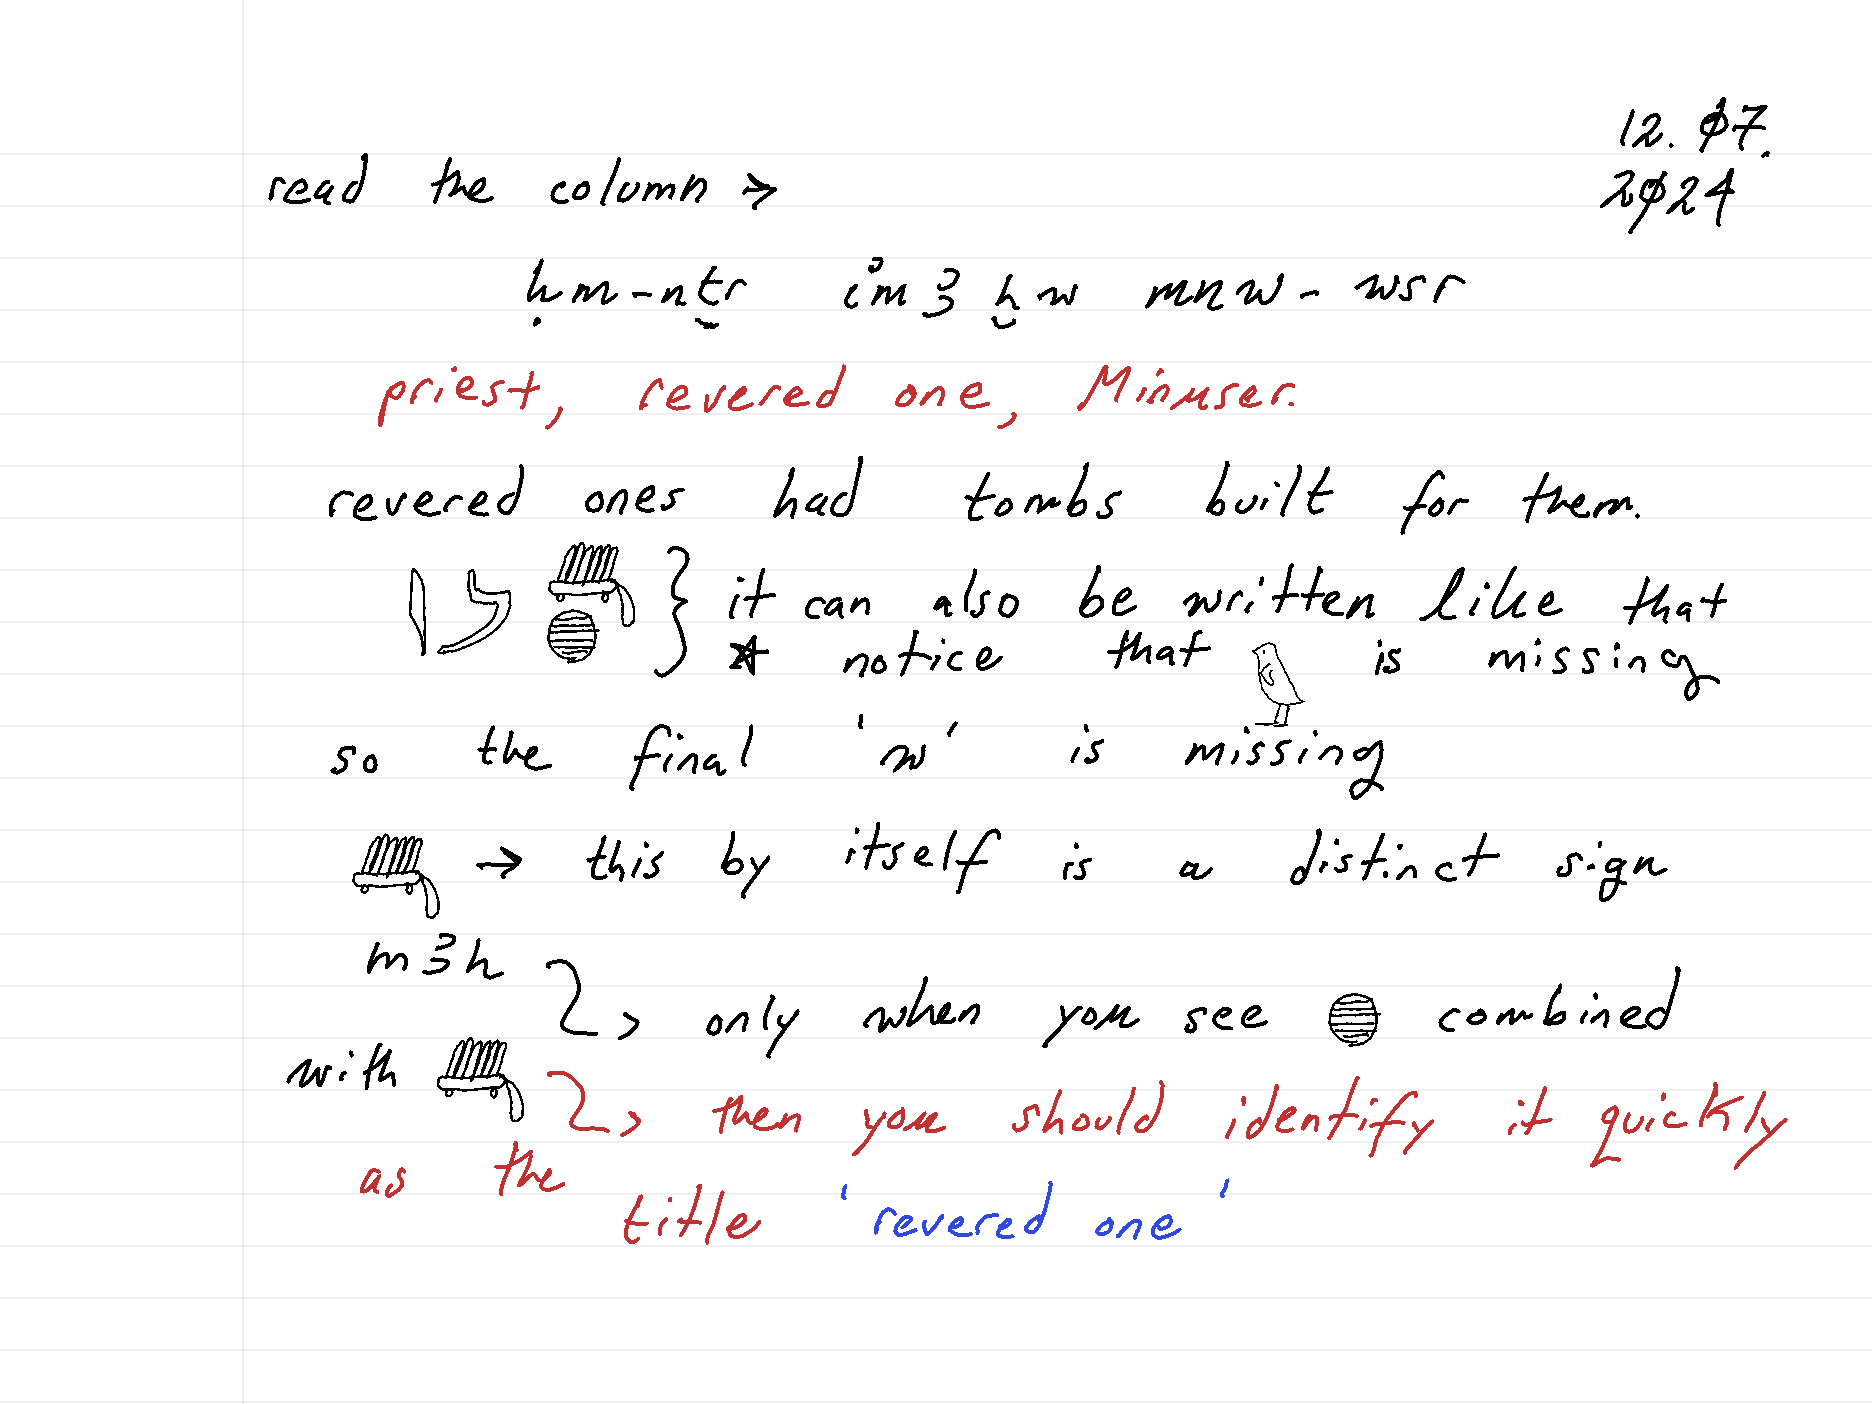 12. 07.
2024
read the column →
ḥm-nṯr im3ḫw mnw-wsr
priest, revered one, Minuser.
revered ones had tombs built for them.
𓇋 𓌳 𓄪 𓐍 } it can also be written like that
* notice that 𓅱 is missing
so the final 'w' is missing
𓄪 → this by itself is a distinct sign
m3h
> only when you see 𓐍 combined
with 𓄪
> then you should identify it quickly
as the
title 'revered one'